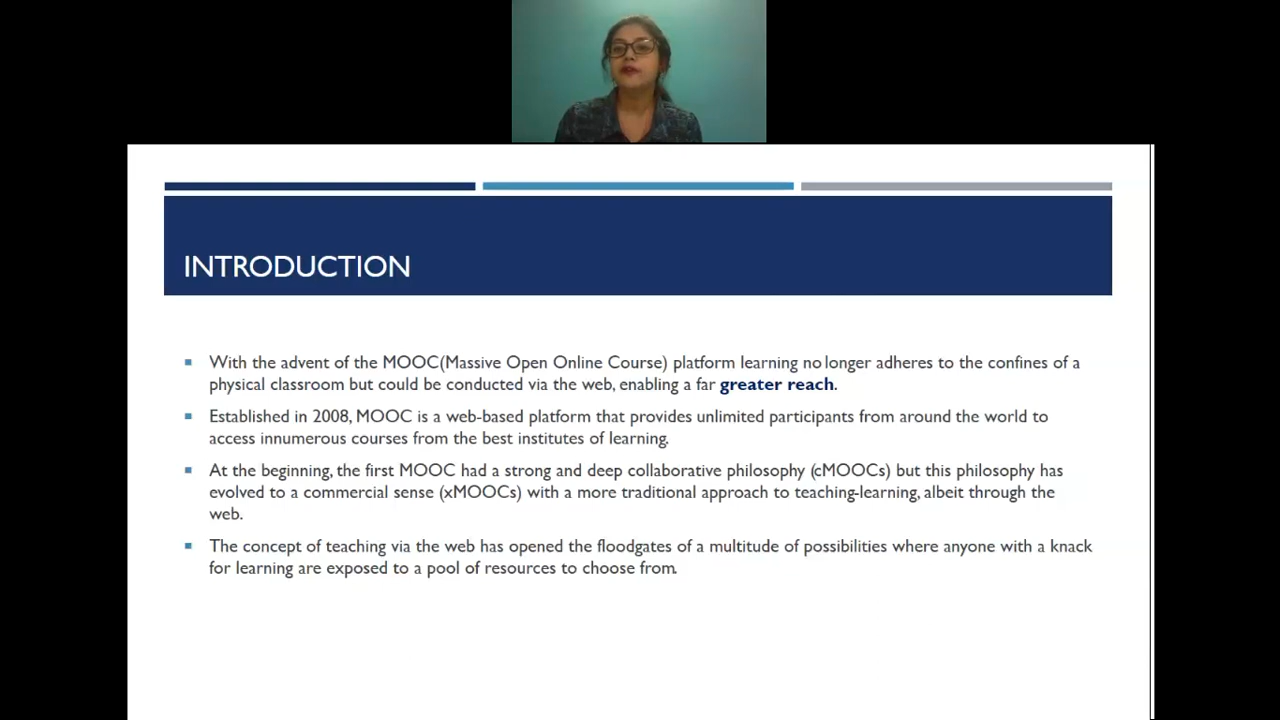 INTRODUCTION
With the advent of the MOOC(Massive Open Online Course) platform learning no longer adheres to the confines of a
physical classroom but could be conducted via the web, enabling a far greater reach.
Established in 2008, MOOC is a web-based platform that provides unlimited participants from around the world to
access innumerous courses from the best institutes of learning.
At the beginning, the first MOOC had a strong and deep collaborative philosophy (cMOOCs) but this philosophy has
evolved to a commercial sense (xMOOCs) with a more traditional approach to teaching-learning, albeit through the
web.
The concept of teaching via the web has opened the floodgates of a multitude of possibilities where anyone with a knack
for learning are exposed to a pool of resources to choose from.